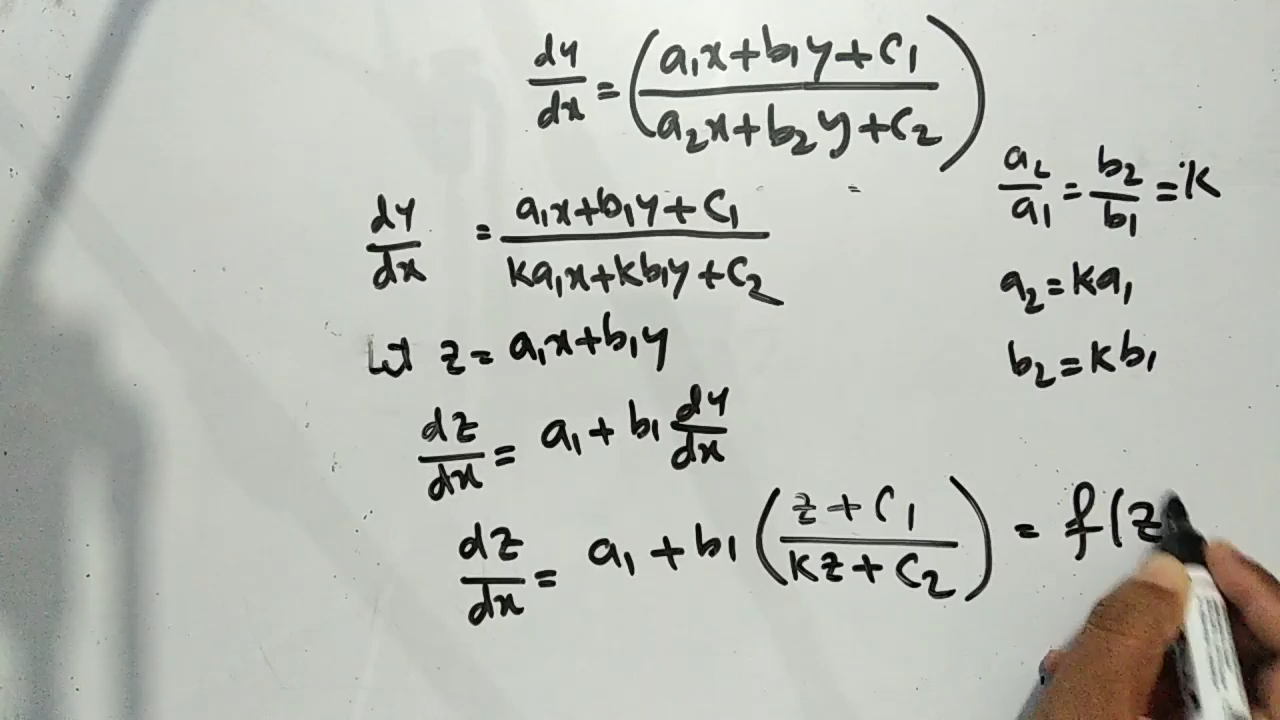 dy/dx = (a₁x+b₁y+c₁ / a₂x+b₂y+c₂)
a₂/a₁ = b₂/b₁ = k
dy/dx = a₁x+b₁y+c₁ / ka₁x+kb₁y+c₂
a₂=ka₁
Let z = a₁x+b₁y
b₂=kb₁
dz/dx = a₁+b₁ dy/dx
dz/dx = a₁+b₁ (z+c₁ / kz+c₂) = f(z